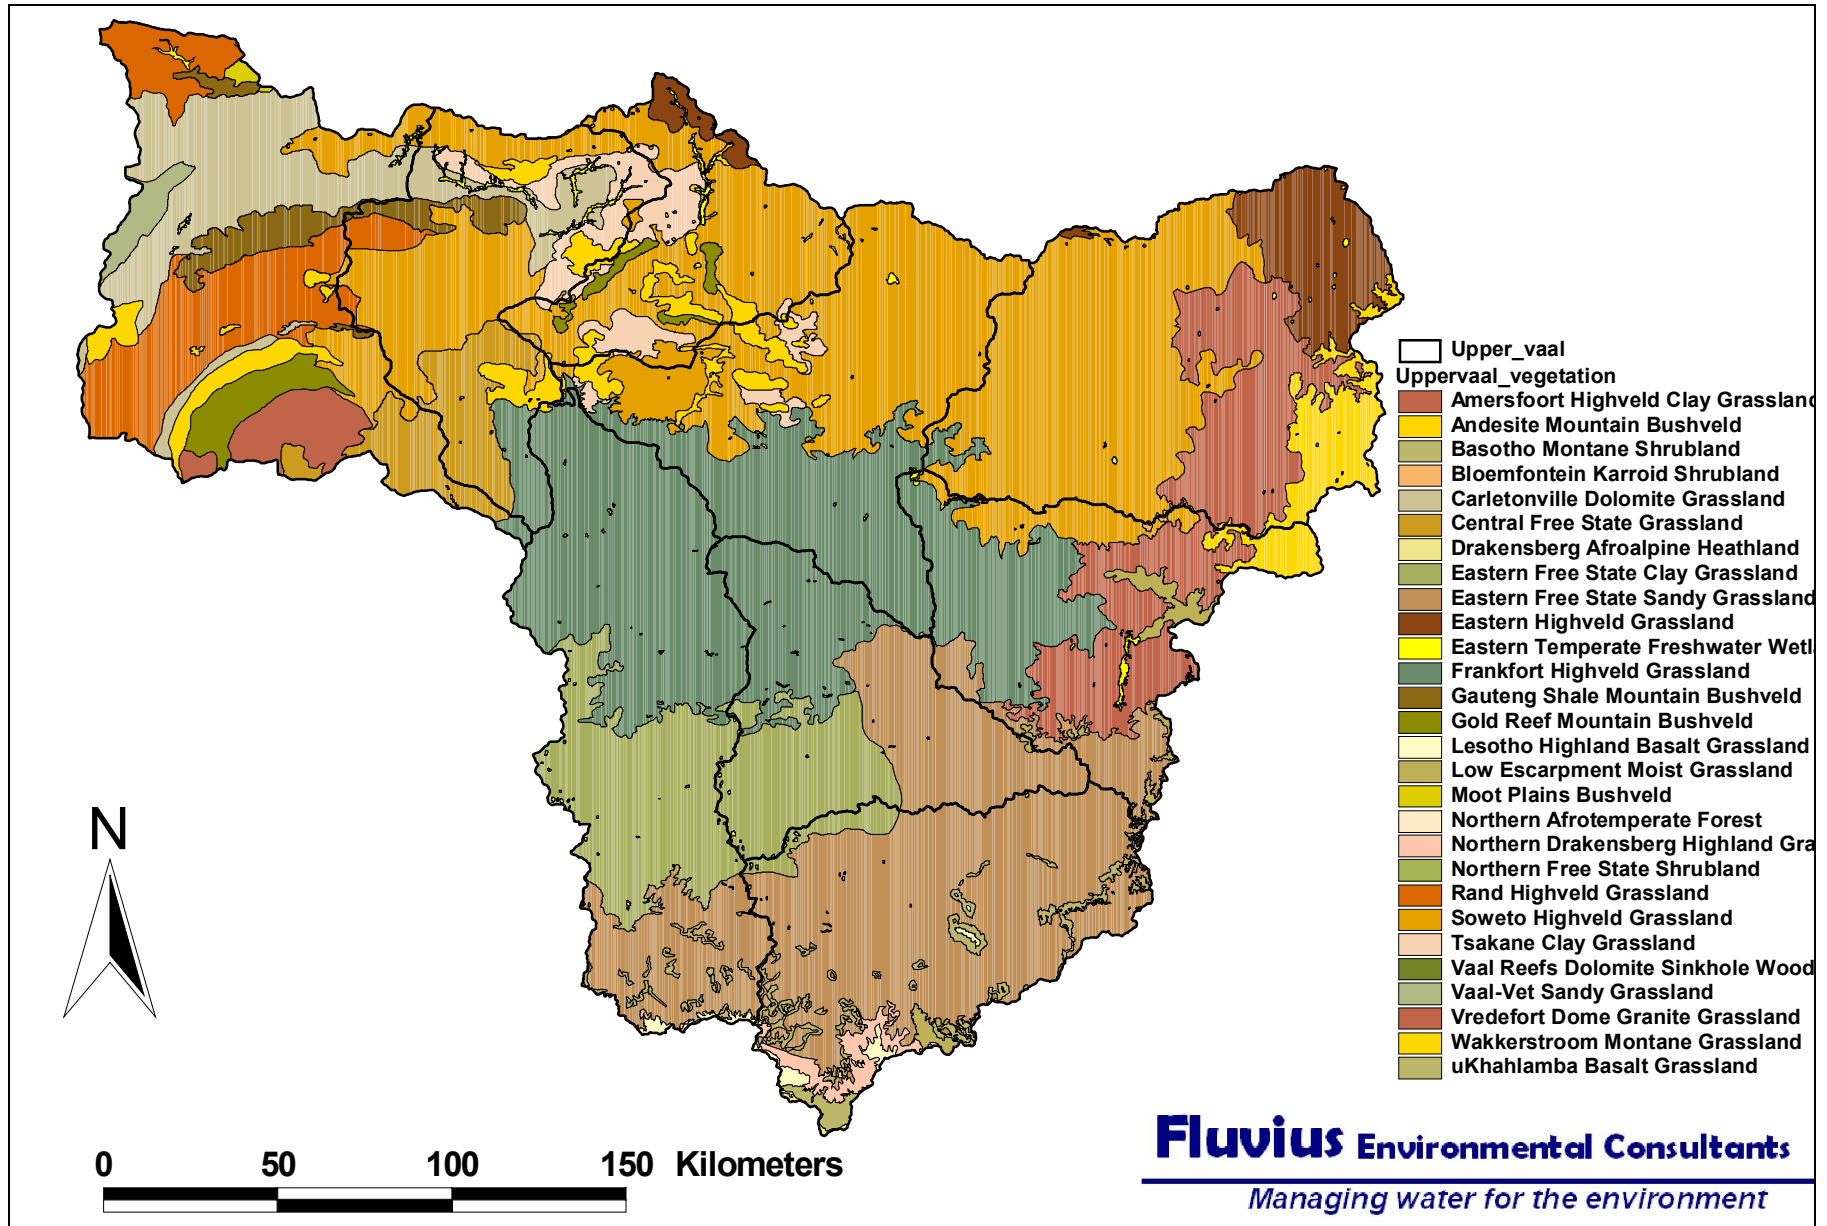 Upper_vaal
Uppervaal_vegetation
Amersfoort Highveld Clay Grassland
Andesite Mountain Bushveld
Basotho Montane Shrubland
Bloemfontein Karroid Shrubland
Carletonville Dolomite Grassland
Central Free State Grassland
Drakensberg Afroalpine Heathland
Eastern Free State Clay Grassland
Eastern Free State Sandy Grassland
Eastern Highveld Grassland
Eastern Temperate Freshwater Wetl
Frankfort Highveld Grassland
Gauteng Shale Mountain Bushveld
Gold Reef Mountain Bushveld
Lesotho Highland Basalt Grassland
Low Escarpment Moist Grassland
Moot Plains Bushveld
Northern Afrotemperate Forest
Northern Drakensberg Highland Gra
Northern Free State Shrubland
Rand Highveld Grassland
Soweto Highveld Grassland
Tsakane Clay Grassland
Vaal Reefs Dolomite Sinkhole Wood
Vaal-Vet Sandy Grassland
Vredefort Dome Granite Grassland
Wakkerstroom Montane Grassland
uKhahlamba Basalt Grassland
N
0 50 100 150 Kilometers
Fluvius Environmental Consultants
Managing water for the environment